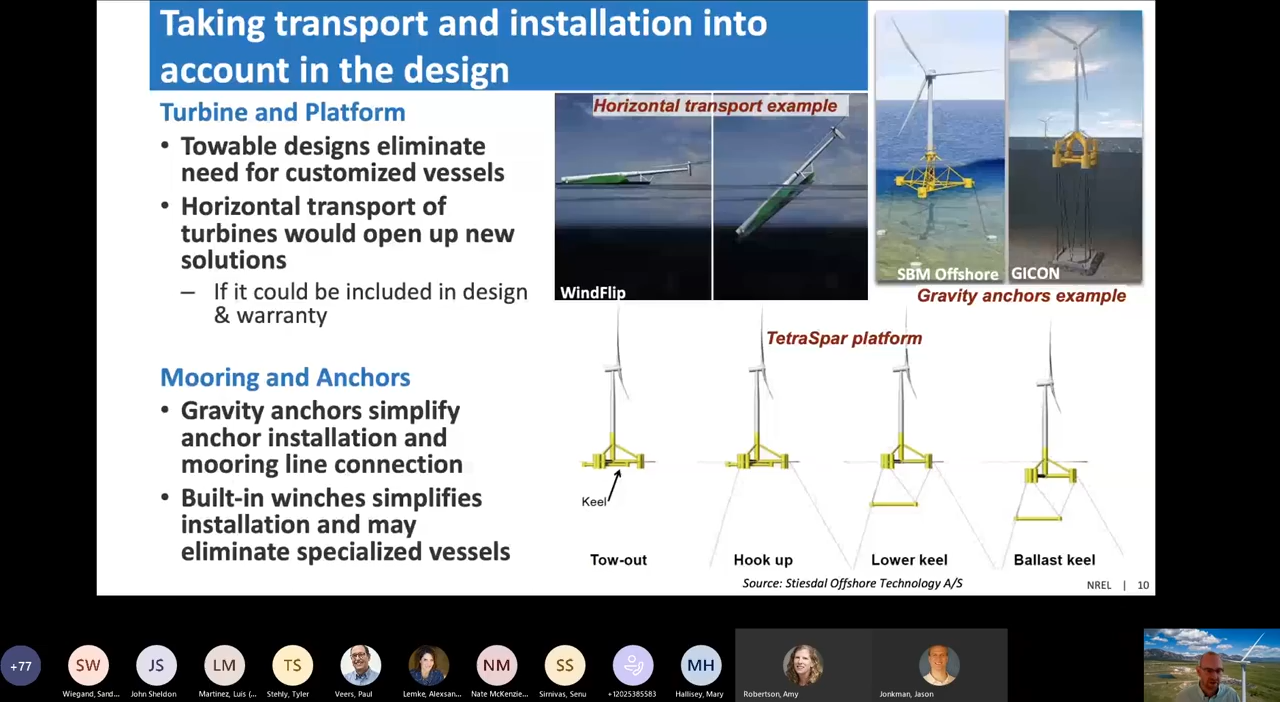 Taking transport and installation into
account in the design
Turbine and Platform
• Towable designs eliminate
need for customized vessels
• Horizontal transport of
turbines would open up new
solutions
– If it could be included in design
& warranty
Mooring and Anchors
• Gravity anchors simplify
anchor installation and
mooring line connection
• Built-in winches simplifies
installation and may
eliminate specialized vessels
Horizontal transport example
WindFlip
SBM Offshore
GICON
Gravity anchors example
TetraSpar platform
Keel
Tow-out
Hook up
Lower keel
Ballast keel
Source: Stiesdal Offshore Technology A/S
NREL | 10
+77
SW
JS
LM
TS
NM
SS
MH
Wiegand, Sand...
John Sheldon
Martinez, Luis (...
Stehly, Tyler
Veers, Paul
Lemke, Alexsan...
Nate McKenzie...
Sirnivas, Senu
+12025385583
Hallisey, Mary
Robertson, Amy
Jonkman, Jason